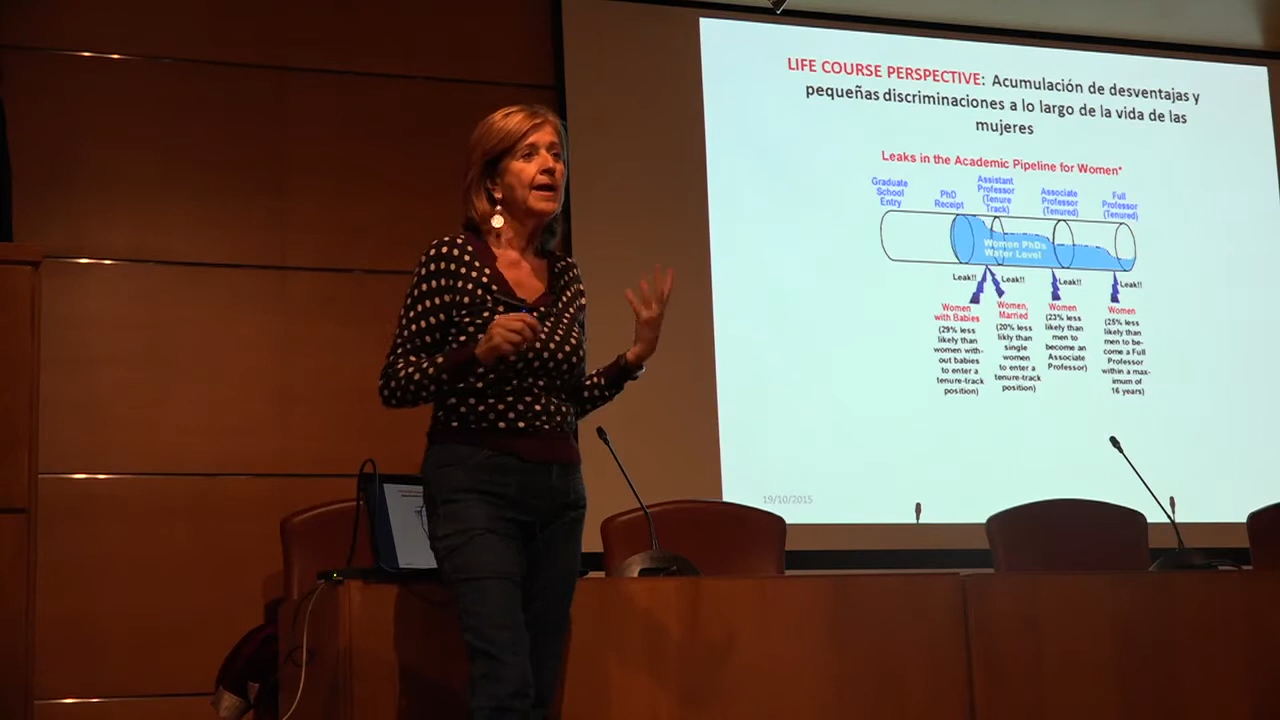 LIFE COURSE PERSPECTIVE: Acumulación de desventajas y
pequeñas discriminaciones a lo largo de la vida de las
mujeres
Leaks in the Academic Pipeline for Women*
Graduate
School
Entry
PhD
Receipt
Assistant
Professor
(Tenure
Track)
Associate
Professor
(Tenured)
Full
Professor
(Tenured)
Women PhDs
Water Level
Leak!!
Leak!!
Leak!!
Leak!!
Women
with Babies
(29% less
likely than
women with-
out babies
to enter a
tenure-track
position)
Women,
Married
(20% less
likly than
single
women
to enter a
tenure-track
position)
Women
(23% less
likely than
men to
become an
Associate
Professor)
Women
(25% less
likely than
men to be-
come a Full
Professor
within a max-
imum of
16 years)
19/10/2015